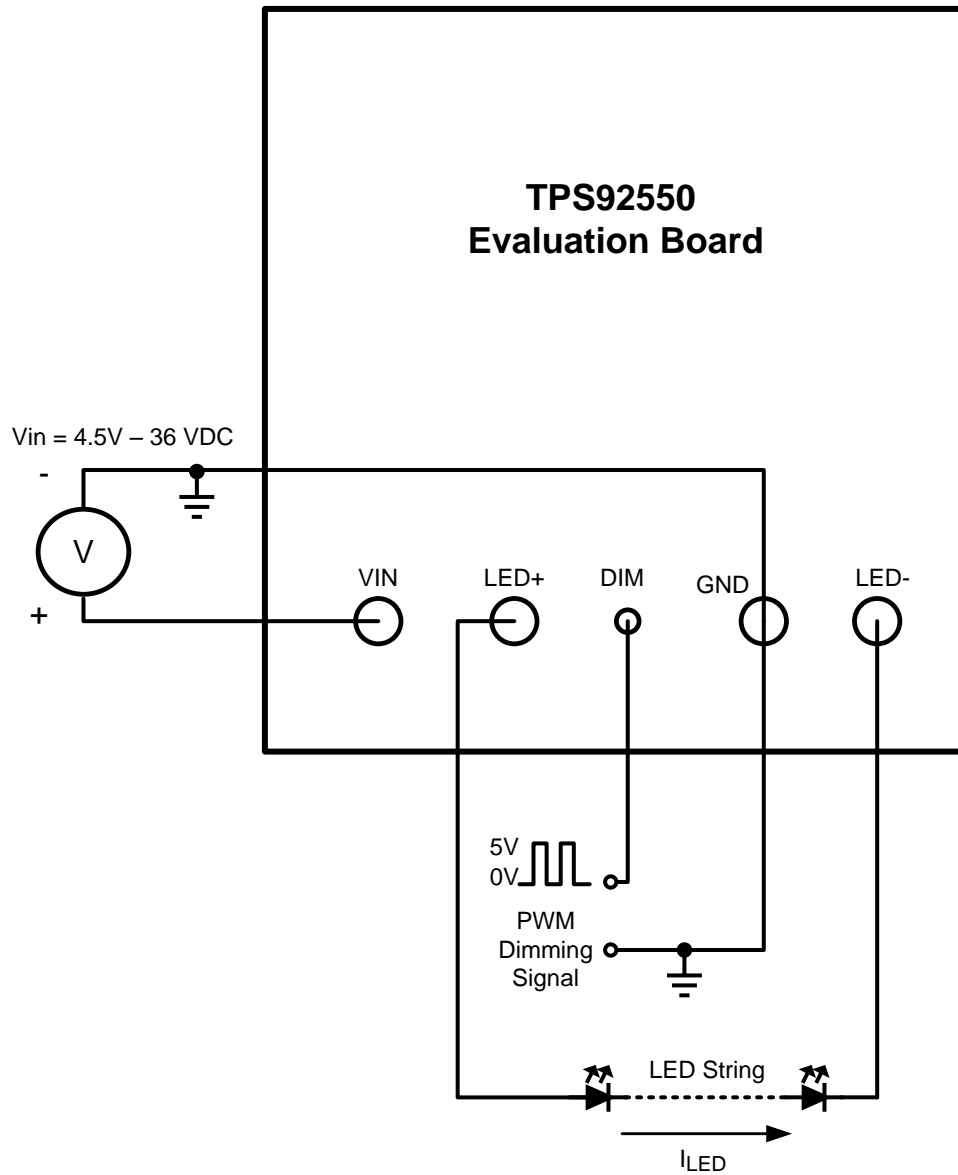 TPS92550
Evaluation Board
Vin = 4.5V – 36 VDC
-
V
+
VIN
LED+
DIM
GND
LED-
5V
0V
PWM
Dimming
Signal
LED String
I_LED